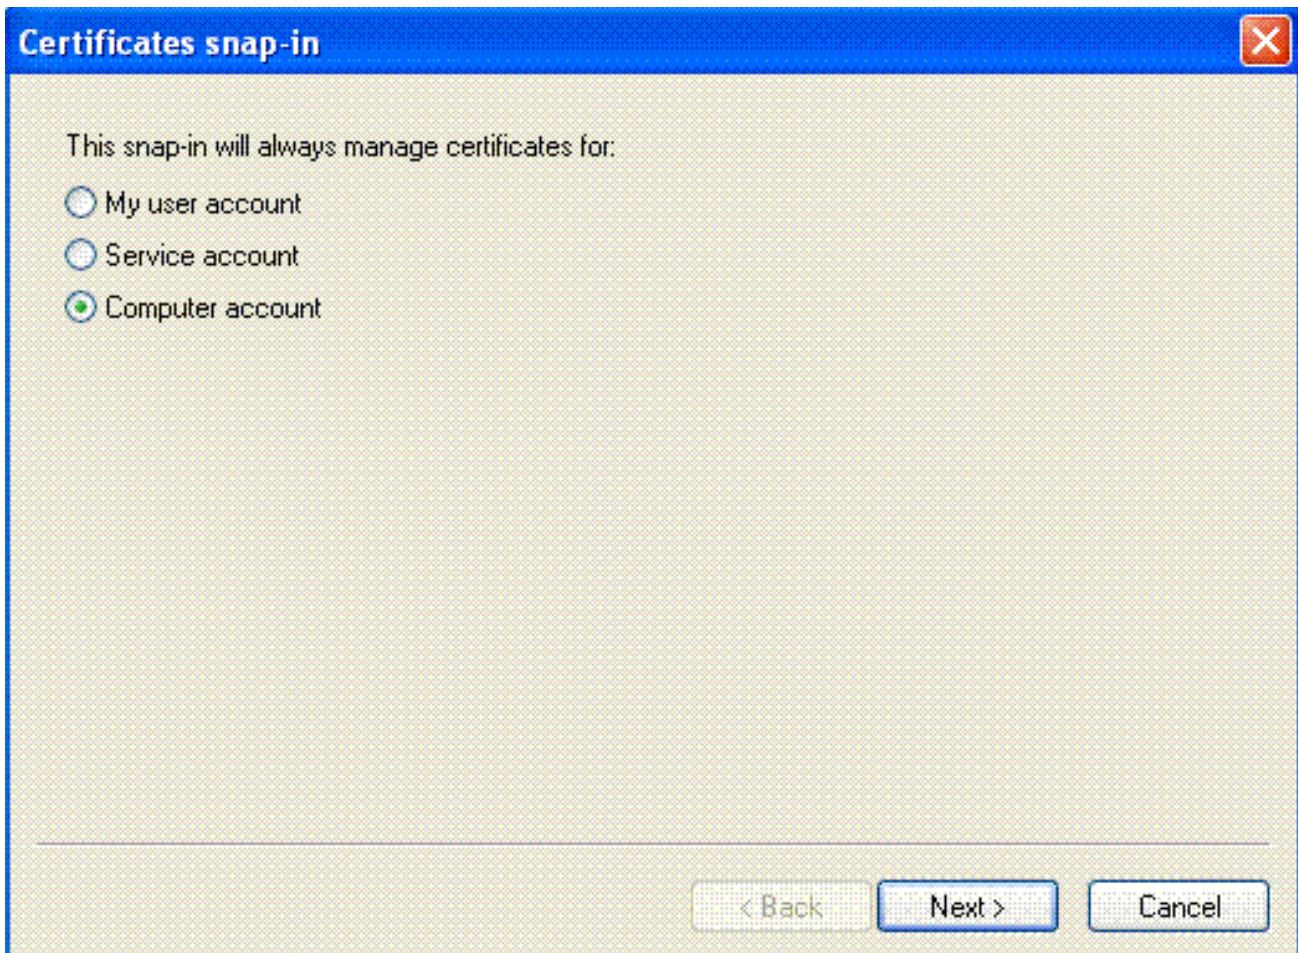 Certificates snap-in
This snap-in will always manage certificates for:
My user account
Service account
Computer account
< Back
Next >
Cancel